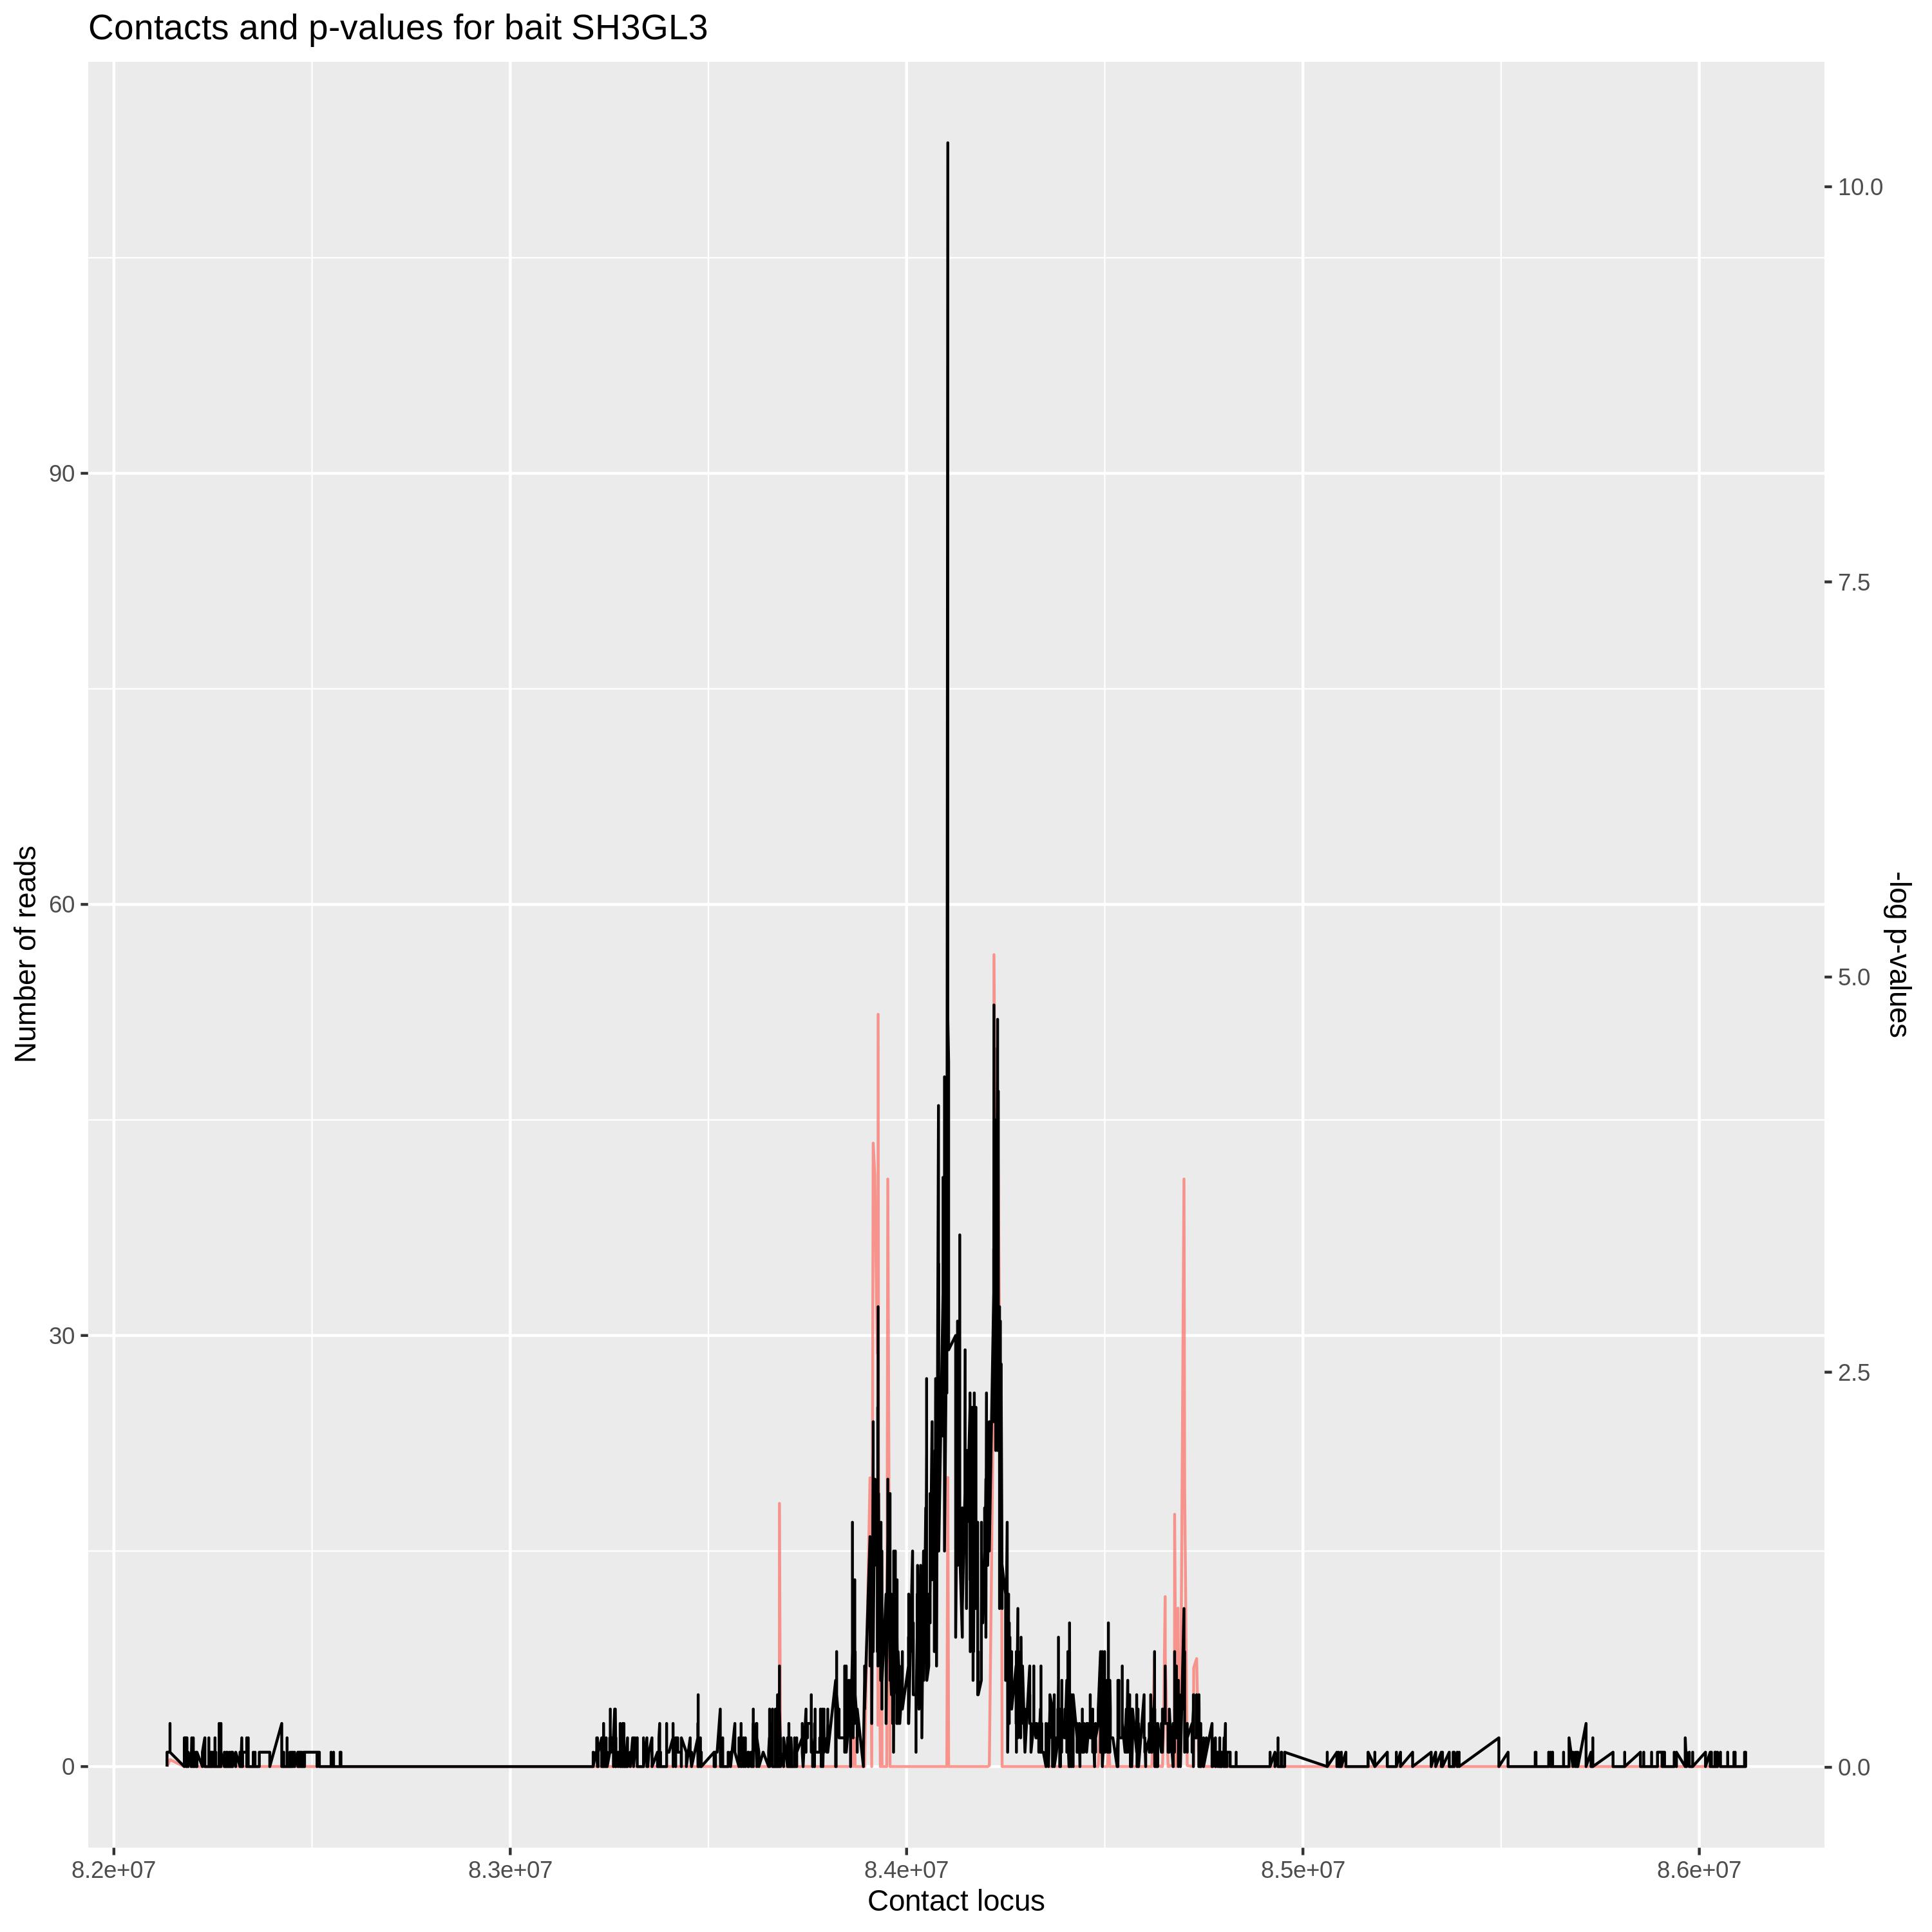 Contacts and p-values for bait SH3GL3
10.0
90
7.5
60
5.0
Number of reads
-log p-values
30
2.5
0
0.0
8.2e+07 8.3e+07 8.4e+07 8.5e+07 8.6e+07
Contact locus